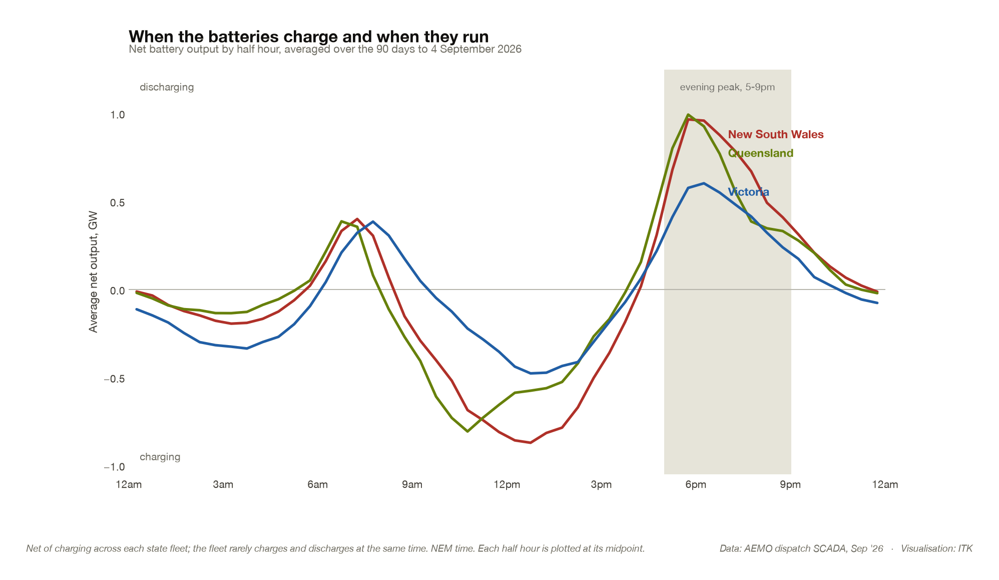 When the batteries charge and when they run
Net battery output by half hour, averaged over the 90 days to 4 September 2026
discharging
evening peak, 5-9pm
1.0
New South Wales
Queensland
Victoria
0.5
Average net output, GW
0.0
−0.5
charging
−1.0
12am 3am 6am 9am 12pm 3pm 6pm 9pm 12am
Net of charging across each state fleet; the fleet rarely charges and discharges at the same time. NEM time. Each half hour is plotted at its midpoint.
Data: AEMO dispatch SCADA, Sep '26 · Visualisation: ITK